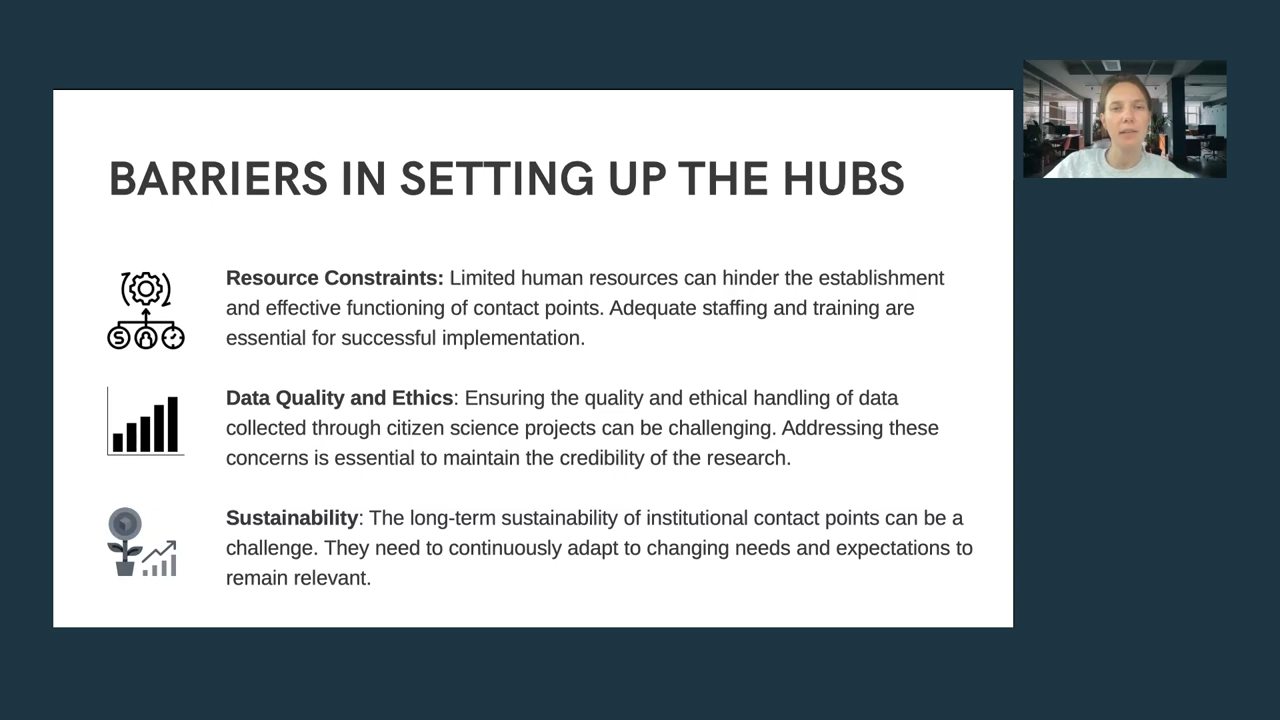 BARRIERS IN SETTING UP THE HUBS
Resource Constraints: Limited human resources can hinder the establishment
and effective functioning of contact points. Adequate staffing and training are
essential for successful implementation.
Data Quality and Ethics: Ensuring the quality and ethical handling of data
collected through citizen science projects can be challenging. Addressing these
concerns is essential to maintain the credibility of the research.
Sustainability: The long-term sustainability of institutional contact points can be a
challenge. They need to continuously adapt to changing needs and expectations to
remain relevant.